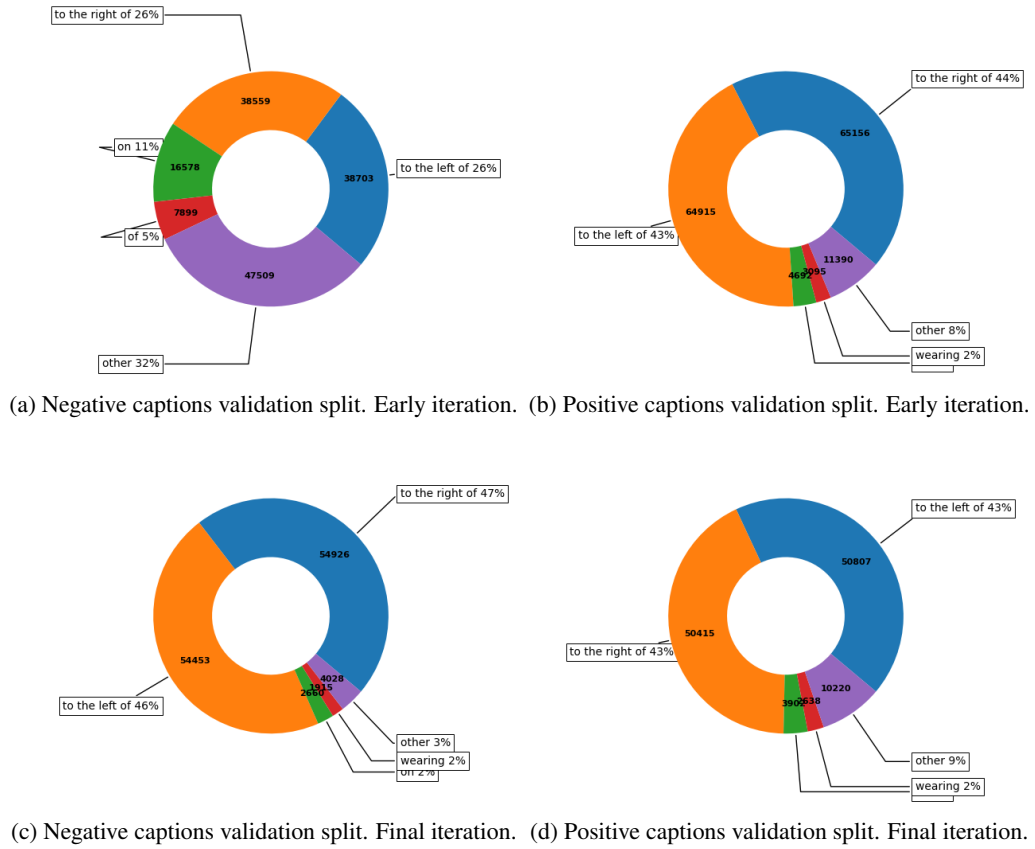 to the right of 26%
38559
on 11%
16578
to the left of 26%
38703
7899
of 5%
47509
other 32%
to the right of 44%
65156
64915
to the left of 43%
11390
3095
4692
other 8%
wearing 2%
(a) Negative captions validation split. Early iteration.
(b) Positive captions validation split. Early iteration.
to the right of 47%
54926
54453
4028
1915
2660
to the left of 46%
other 3%
wearing 2%
on 2%
to the left of 43%
50807
50415
to the right of 43%
10220
2638
other 9%
wearing 2%
(c) Negative captions validation split. Final iteration.
(d) Positive captions validation split. Final iteration.